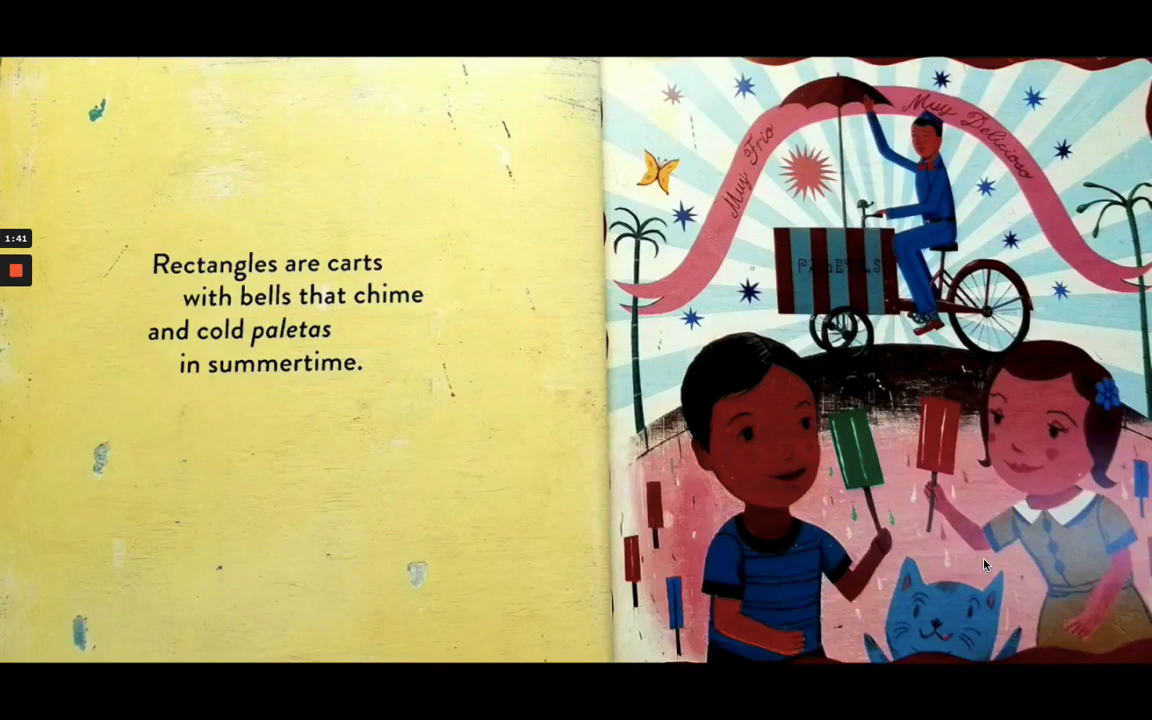 1:41
Rectangles are carts
with bells that chime
and cold paletas
in summertime.
Muy Frio
Muy Delicioso